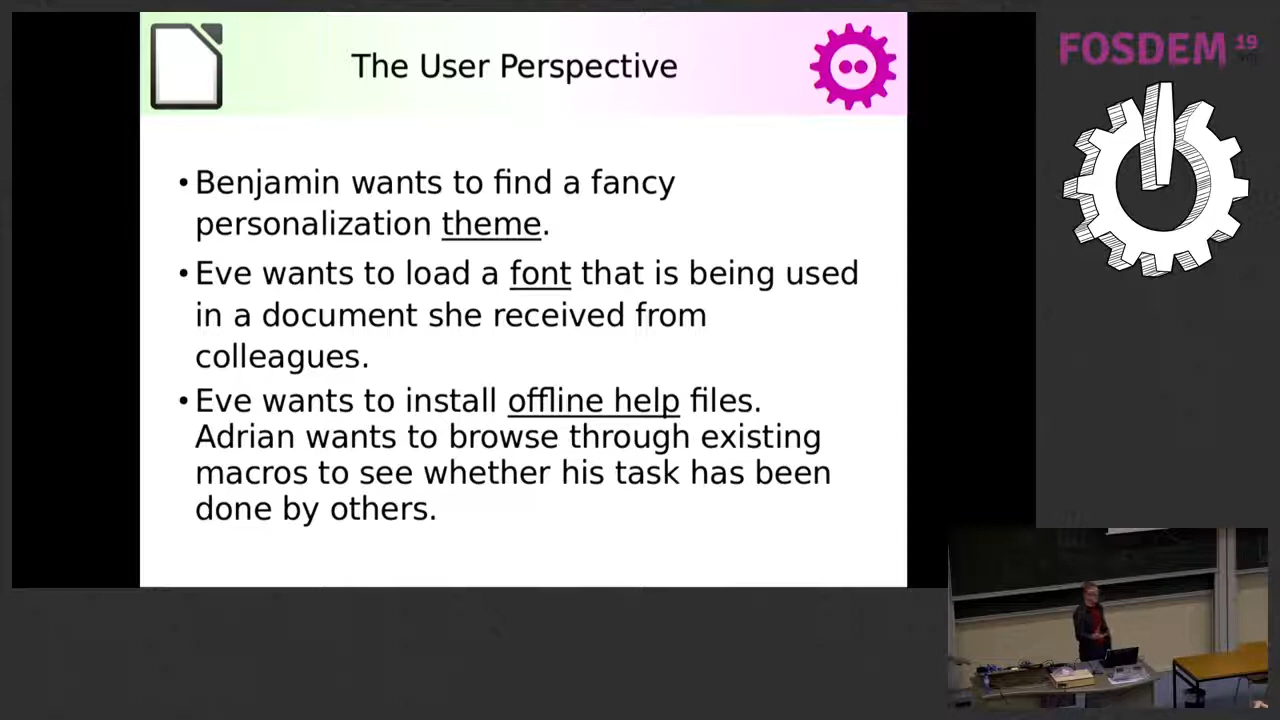 The User Perspective
FOSDEM 19
• Benjamin wants to find a fancy
personalization theme.
• Eve wants to load a font that is being used
in a document she received from
colleagues.
• Eve wants to install offline help files.
Adrian wants to browse through existing
macros to see whether his task has been
done by others.